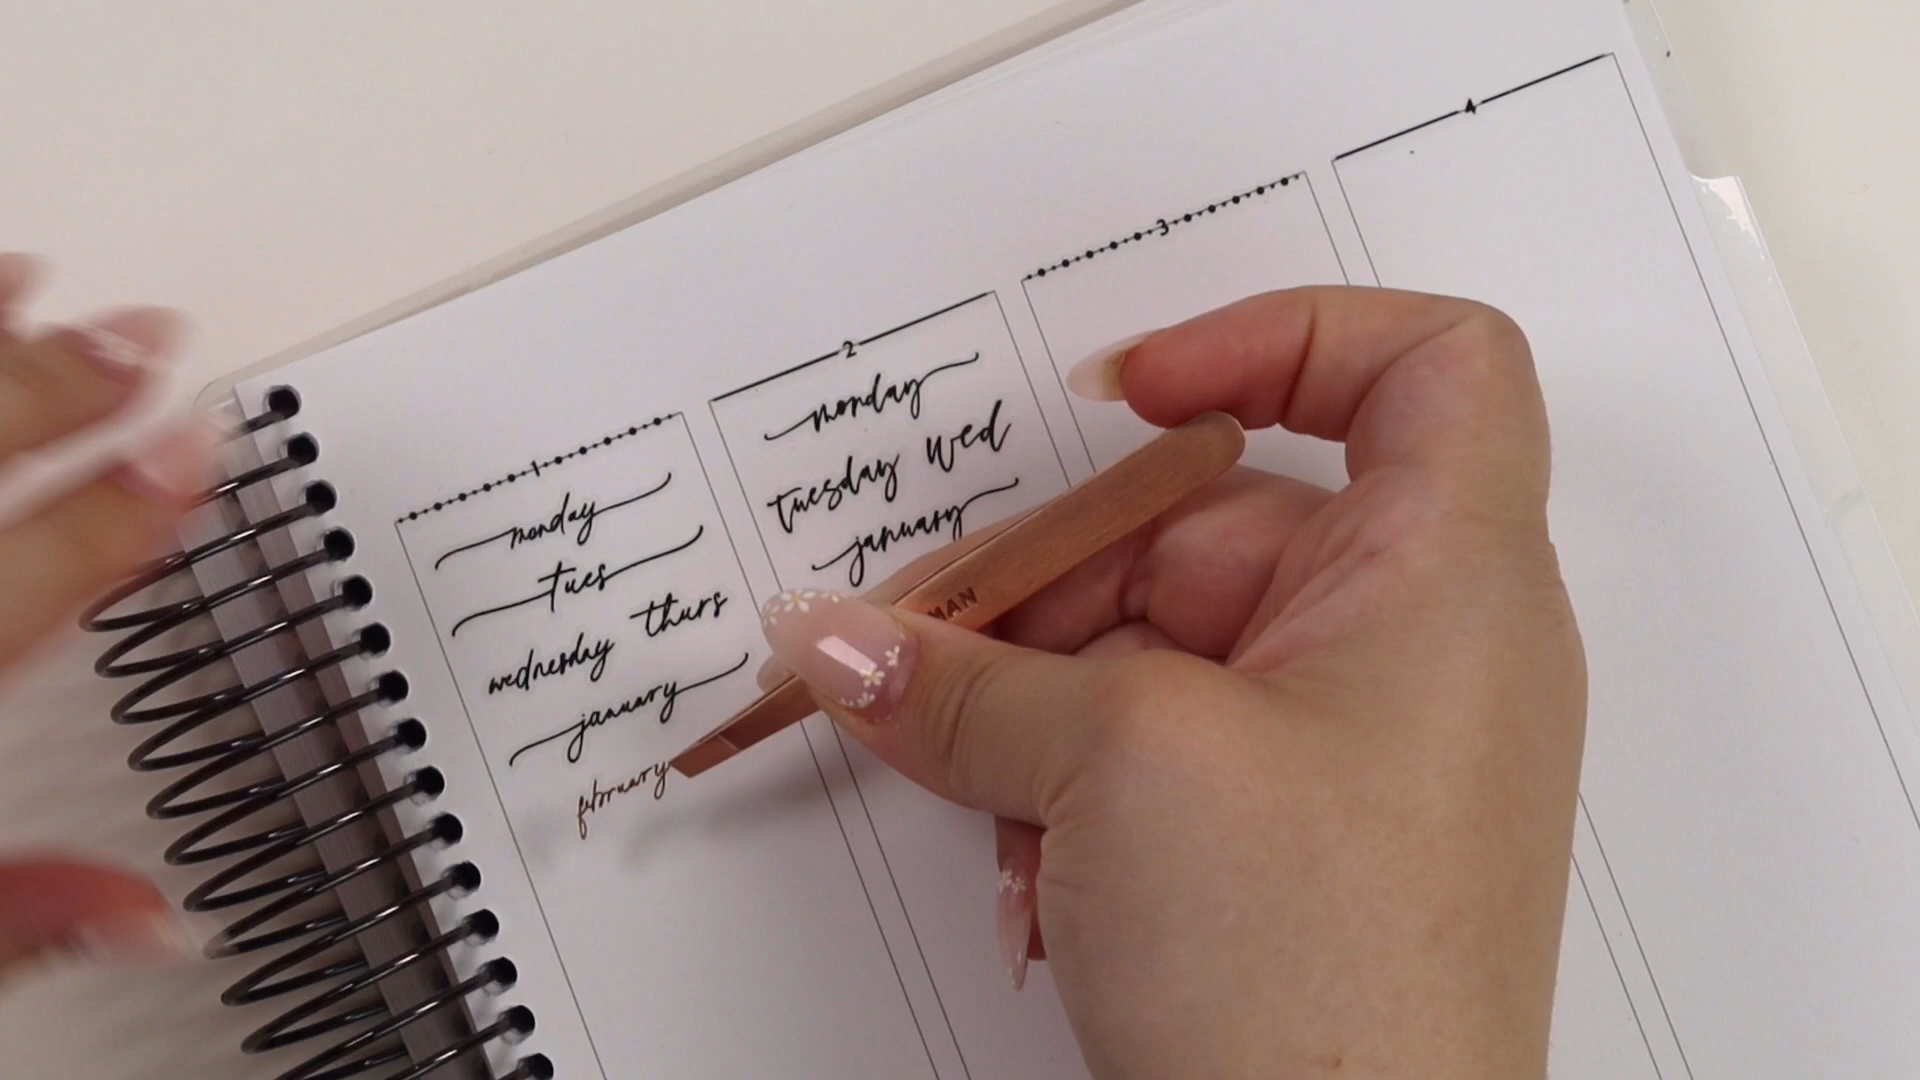 1
monday
tues
wednesday thurs
january
february
2
monday
tuesday wed
january
3
4
MAN